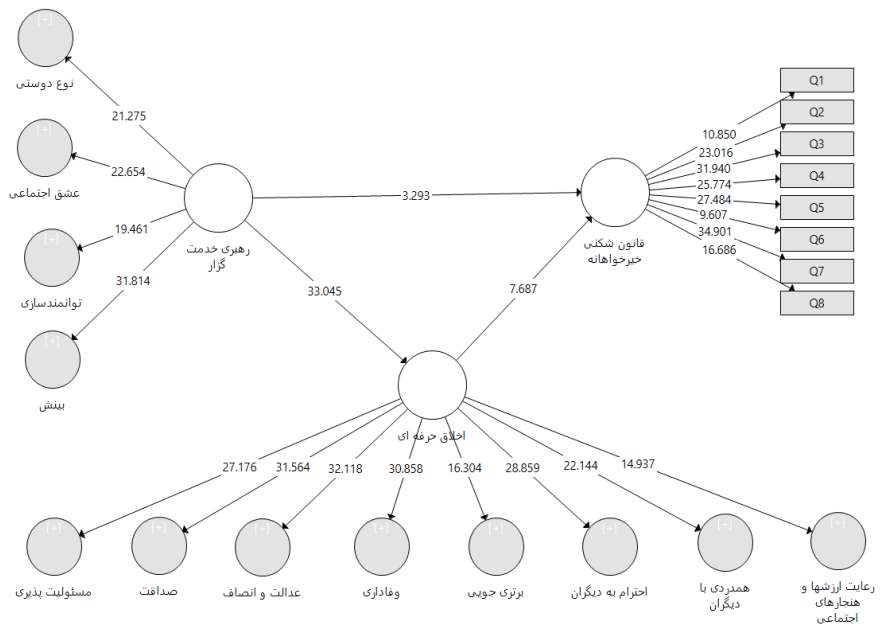 [+]
نوع دوستی
21.275
[+]
عشق اجتماعی
22.654
[+]
توانمندسازی
19.461
[+]
بینش
31.814
رهبری خدمت
گزار
3.293
33.045
7.687
قانون شکنی
خیرخواهانه
10.850
23.016
31.940
25.774
27.484
9.607
34.901
16.686
Q1
Q2
Q3
Q4
Q5
Q6
Q7
Q8
اخلاق حرفه ای
27.176
31.564
32.118
30.858
16.304
28.859
22.144
14.937
[+]
مسئولیت پذیری
[+]
صداقت
[+]
عدالت و انصاف
[+]
وفاداری
[+]
برتری جویی
[+]
احترام به دیگران
[+]
همدردی با
دیگران
[+]
رعایت ارزشها و
هنجارهای
اجتماعی